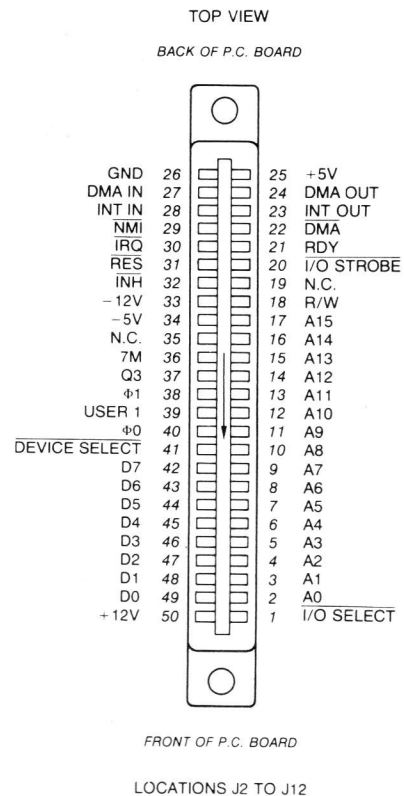 TOP VIEW
BACK OF P.C. BOARD
GND 26 25 +5V
DMA IN 27 24 DMA OUT
INT IN 28 23 INT OUT
NMI 29 22 DMA
IRQ 30 21 RDY
RES 31 20 I/O STROBE
INH 32 19 N.C.
−12V 33 18 R/W
−5V 34 17 A15
N.C. 35 16 A14
7M 36 15 A13
Q3 37 14 A12
Φ1 38 13 A11
USER 1 39 12 A10
Φ0 40 11 A9
DEVICE SELECT 41 10 A8
D7 42 9 A7
D6 43 8 A6
D5 44 7 A5
D4 45 6 A4
D3 46 5 A3
D2 47 4 A2
D1 48 3 A1
D0 49 2 A0
+12V 50 1 I/O SELECT
FRONT OF P.C. BOARD
LOCATIONS J2 TO J12